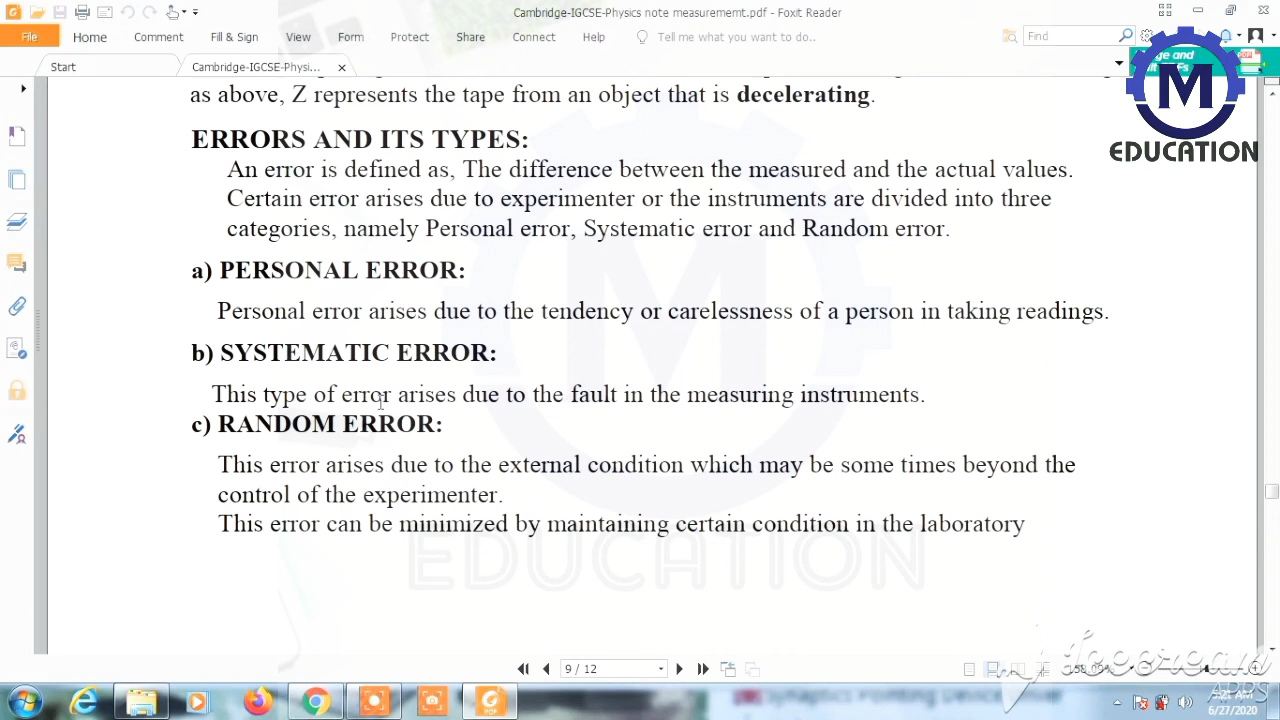 Cambridge-IGCSE-Physics note measurememt.pdf - Foxit Reader
File Home Comment Fill & Sign View Form Protect Share Connect Help Tell me what you want to do.. Find
Start Cambridge-IGCSE-Physi...
as above, Z represents the tape from an object that is decelerating.
M
EDUCATION
ERRORS AND ITS TYPES:
An error is defined as, The difference between the measured and the actual values.
Certain error arises due to experimenter or the instruments are divided into three
categories, namely Personal error, Systematic error and Random error.
a) PERSONAL ERROR:
Personal error arises due to the tendency or carelessness of a person in taking readings.
b) SYSTEMATIC ERROR:
This type of error arises due to the fault in the measuring instruments.
c) RANDOM ERROR:
This error arises due to the external condition which may be some times beyond the
control of the experimenter.
This error can be minimized by maintaining certain condition in the laboratory
EDUCATION
9 / 12
APPS
6/27/2020